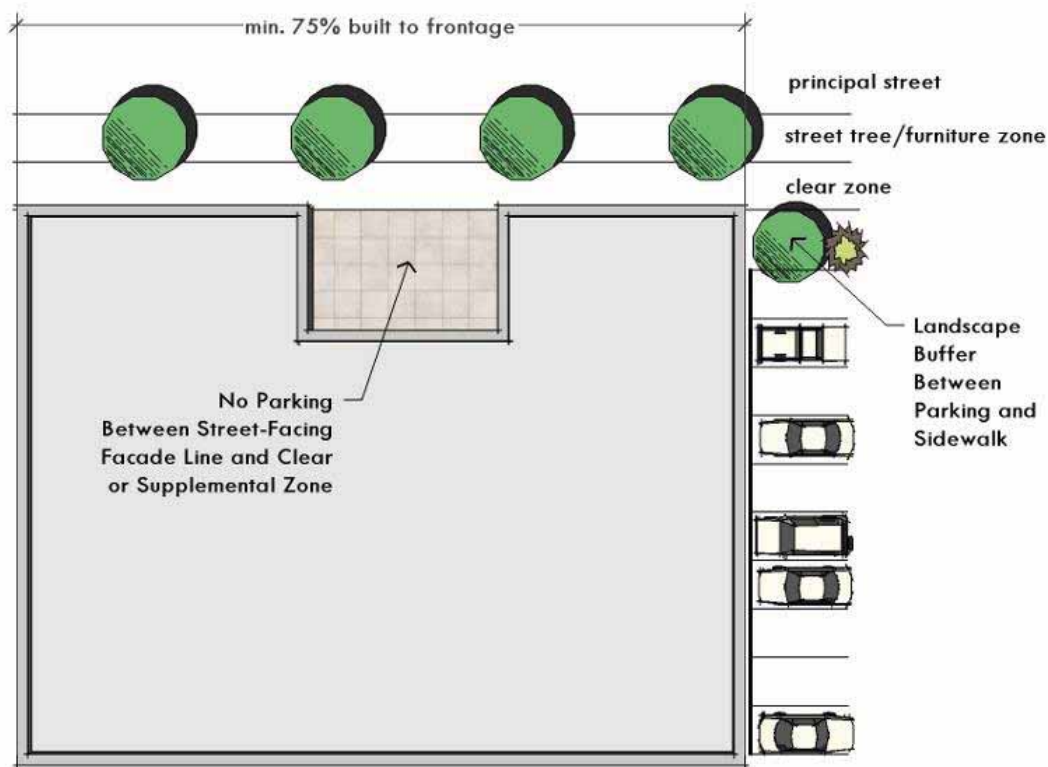 min. 75% built to frontage
principal street
street tree/furniture zone
clear zone
Landscape
Buffer
Between
Parking and
Sidewalk
No Parking
Between Street-Facing
Facade Line and Clear
or Supplemental Zone